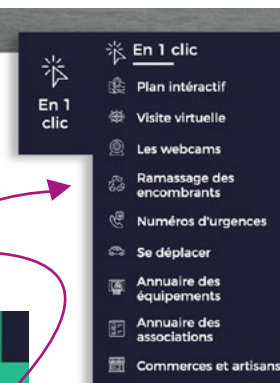 En 1 clic
En 1
clic
Plan intéractif
Visite virtuelle
Les webcams
Ramassage des
encombrants
Numéros d'urgences
Se déplacer
Annuaire des
équipements
Annuaire des
associations
Commerces et artisans